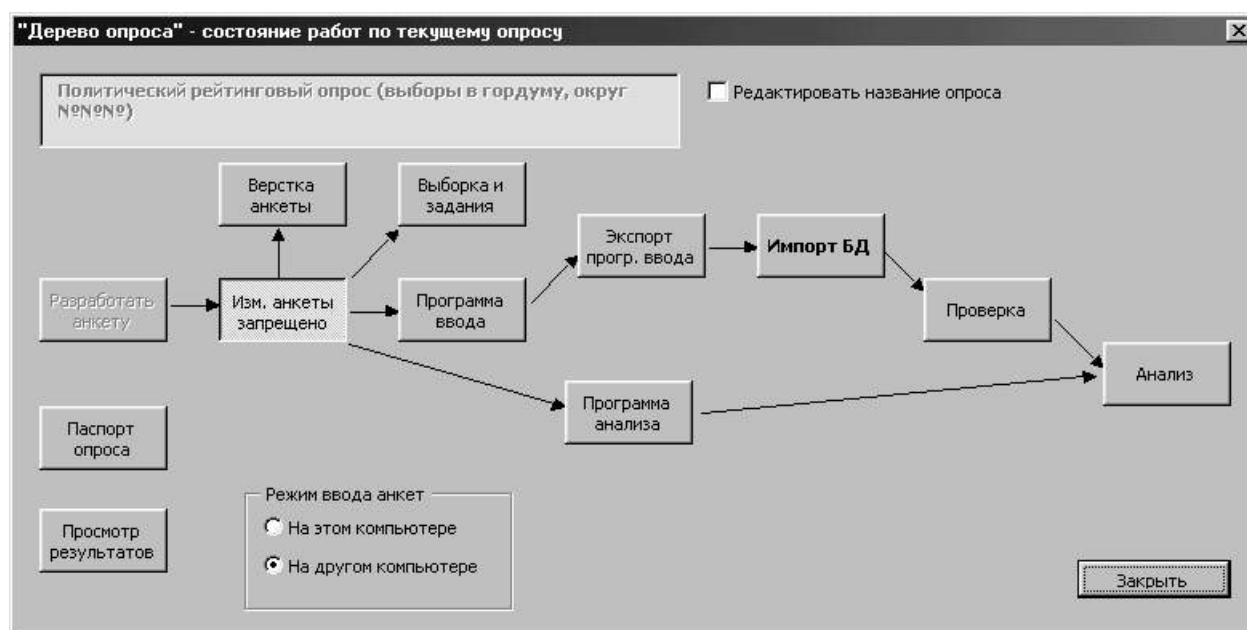 "Дерево опроса" - состояние работ по текущему опросу
Политический рейтинговый опрос (выборы в гордуму, округ
№№№)
Редактировать название опроса
Верстка
анкеты
Выборка и
задания
Экспорт
прогр. ввода
Импорт БД
Разработать
анкету
Изм. анкеты
запрещено
Программа
ввода
Проверка
Анализ
Программа
анализа
Паспорт
опроса
Режим ввода анкет
На этом компьютере
На другом компьютере
Просмотр
результатов
Закрыть